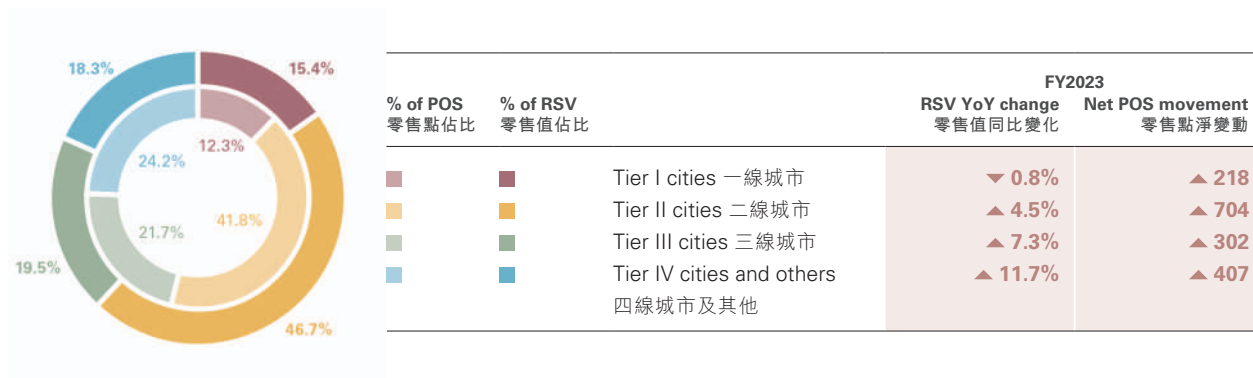 18.3%
15.4%
12.3%
24.2%
41.8%
21.7%
19.5%
46.7%
FY2023
% of POS % of RSV RSV YoY change Net POS movement
零售點佔比 零售值佔比 零售值同比變化 零售點淨變動
Tier I cities 一線城市 ▼ 0.8% ▲ 218
Tier II cities 二線城市 ▲ 4.5% ▲ 704
Tier III cities 三線城市 ▲ 7.3% ▲ 302
Tier IV cities and others ▲ 11.7% ▲ 407
四線城市及其他